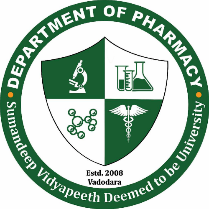 DEPARTMENT OF PHARMACY
Estd. 2008
Vadodara
Sumandeep Vidyapeeth Deemed to be University